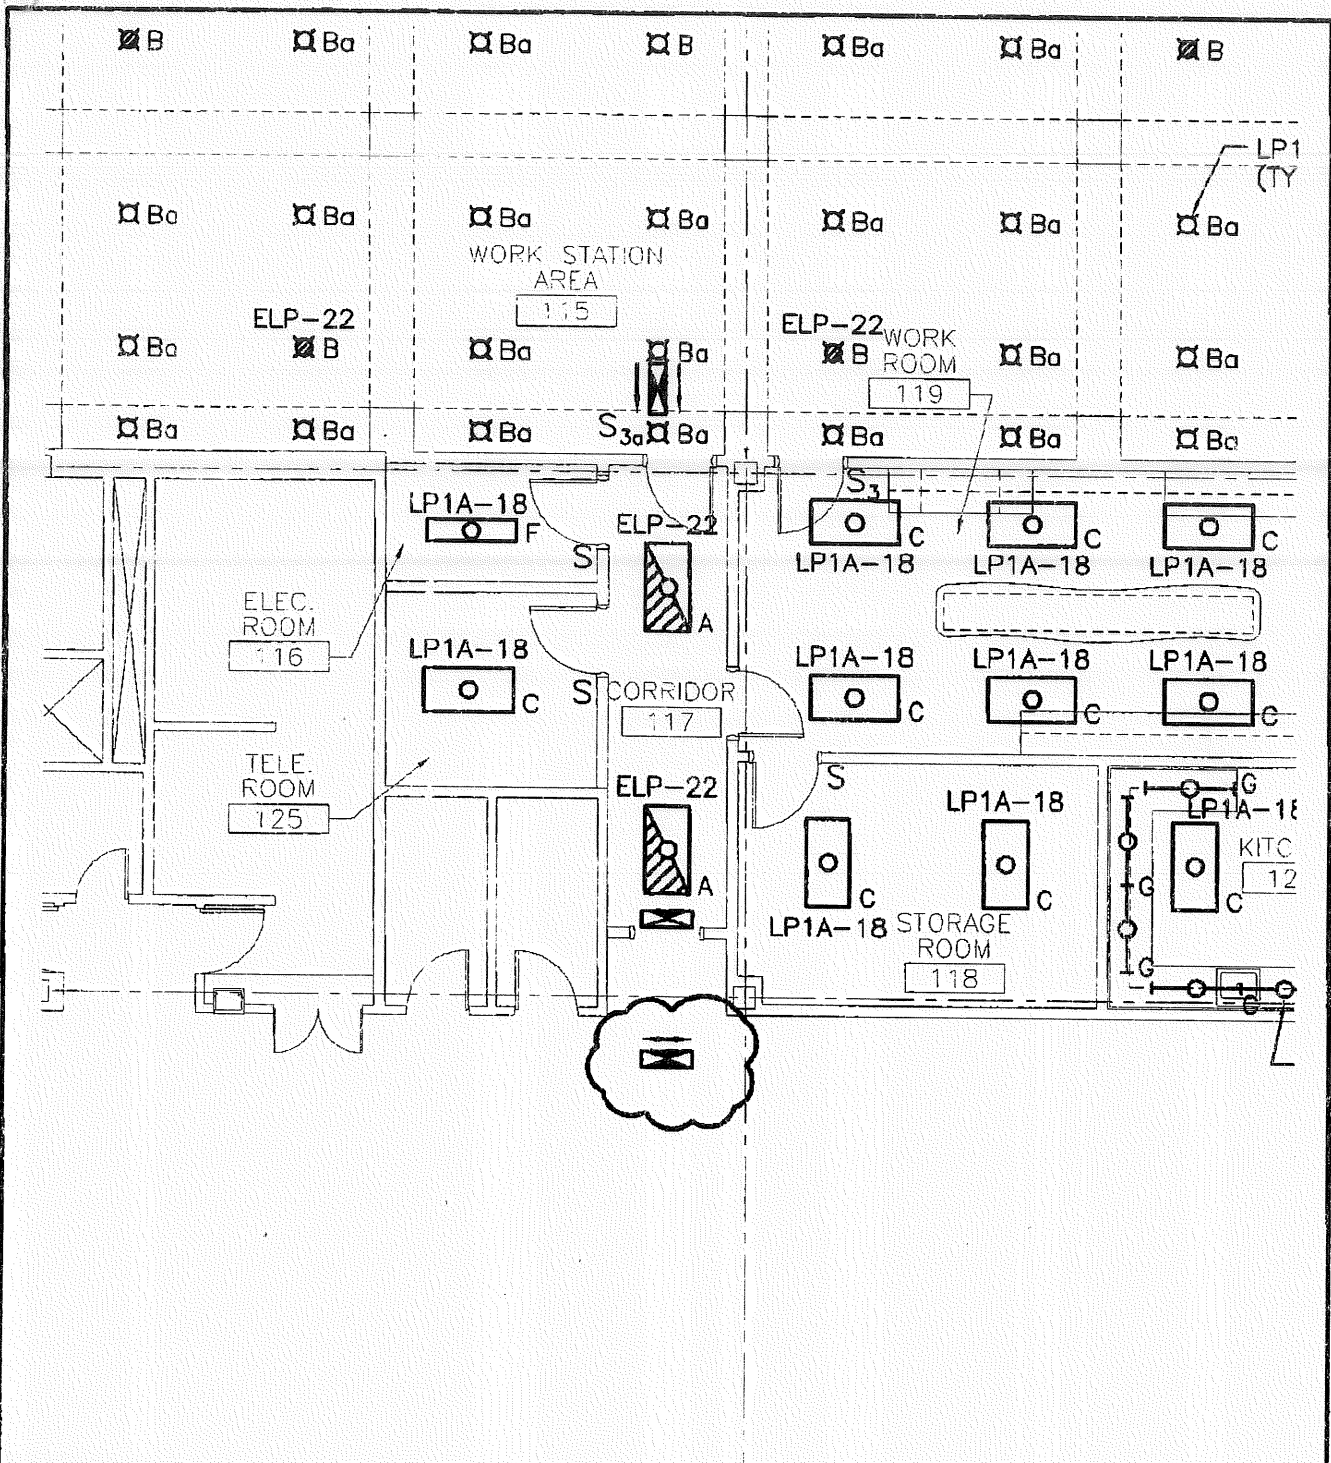 B Ba Ba B Ba Ba B
LP1
(TY
Ba Ba Ba Ba Ba Ba Ba
WORK STATION
AREA
115
ELP-22
ELP-22
WORK
ROOM
119
Ba B Ba Ba B Ba Ba
Ba Ba Ba S3a Ba Ba Ba Ba
S3
LP1A-18
F
S
ELP-22
A
C C C
LP1A-18 LP1A-18 LP1A-18
ELEC.
ROOM
116
LP1A-18
C
S
CORRIDOR
117
LP1A-18 LP1A-18 LP1A-18
C C C
TELE.
ROOM
125
ELP-22
A
S
LP1A-18
C
C
LP1A-18
STORAGE
ROOM
118
G
LP1A-18
KITC
12
C
G
G
G